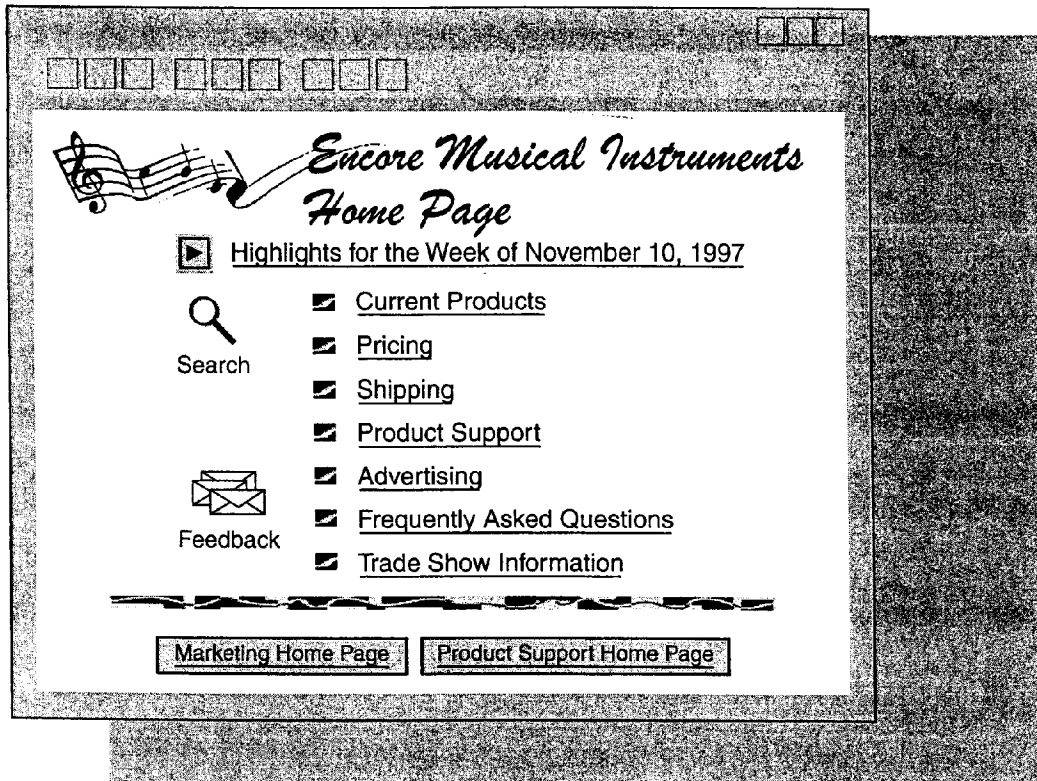 Encore Musical Instruments
Home Page
Highlights for the Week of November 10, 1997
Current Products
Pricing
Search
Shipping
Product Support
Advertising
Frequently Asked Questions
Feedback
Trade Show Information
Marketing Home Page
Product Support Home Page